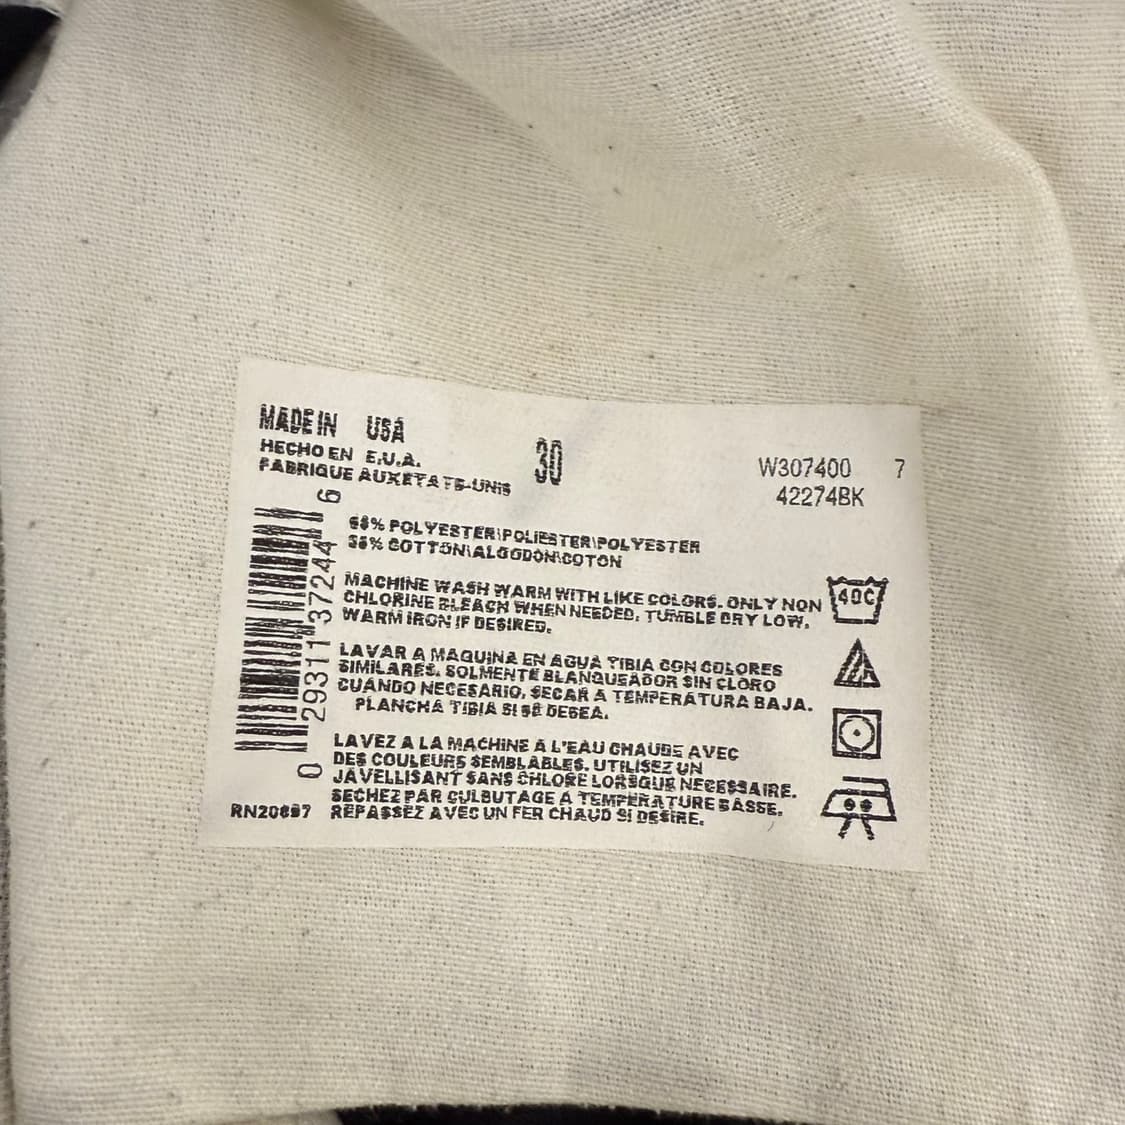 MADE IN USA
HECHO EN E.U.A.
FABRIQUE AUX ETATS-UNIS
30
W307400 7
42274BK
% POLYESTER\POLIESTER\POLYESTER
% COTTON\ALGODON\COTON
MACHINE WASH WARM WITH LIKE COLORS. ONLY NON
CHLORINE BLEACH WHEN NEEDED. TUMBLE DRY LOW.
WARM IRON IF DESIRED.
LAVAR A MAQUINA EN AGUA TIBIA CON COLORES
SIMILARES. SOLMENTE BLANQUEADOR SIN CLORO
CUANDO NECESARIO. SECAR A TEMPERATURA BAJA.
PLANCHA TIBIA SI SE DESEA.
LAVEZ A LA MACHINE A L'EAU CHAUDE AVEC
DES COULEURS SEMBLABLES. UTILISEZ UN
JAVELLISANT SANS CHLORE LORSQUE NECESSAIRE.
SECHEZ PAR CULBUTAGE A TEMPERATURE BASSE.
REPASSEZ AVEC UN FER CHAUD SI DESIRE.
40C
0 29311 37244 6